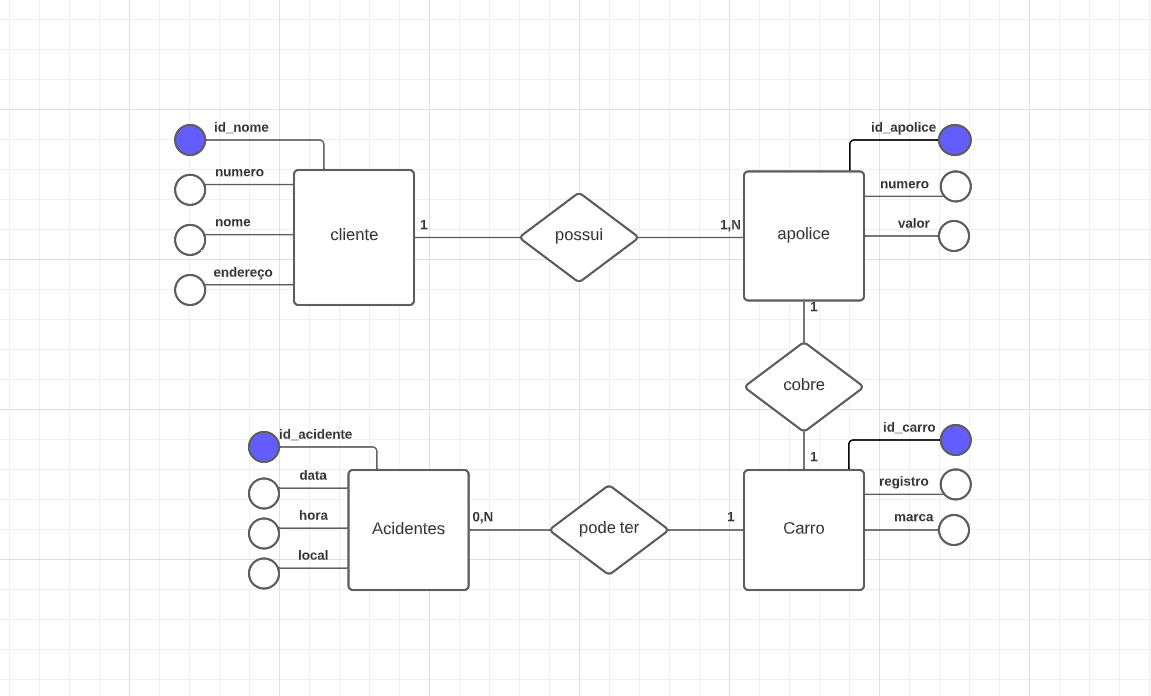 id_nome
numero
nome
endereço
cliente
1
possui
1,N
apolice
id_apolice
numero
valor
1
cobre
1
id_acidente
data
hora
local
Acidentes
0,N
pode ter
1
Carro
id_carro
registro
marca